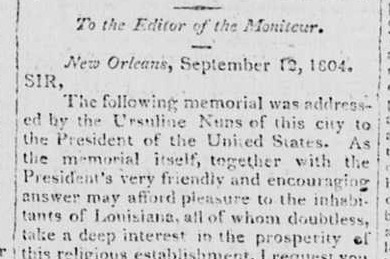 To the Editor of the Moniteur.
New Orleans, September 12, 1804.
SIR,
The following memorial was address-
ed by the Ursuline Nuns of this city to
the President of the United States. As
the memorial itself, together with the
President's very friendly and encouraging
answer may afford pleasure to the inhabi-
tants of Louisiana, all of whom doubtless,
take a deep interest in the prosperity of
this religious establishment, I request you